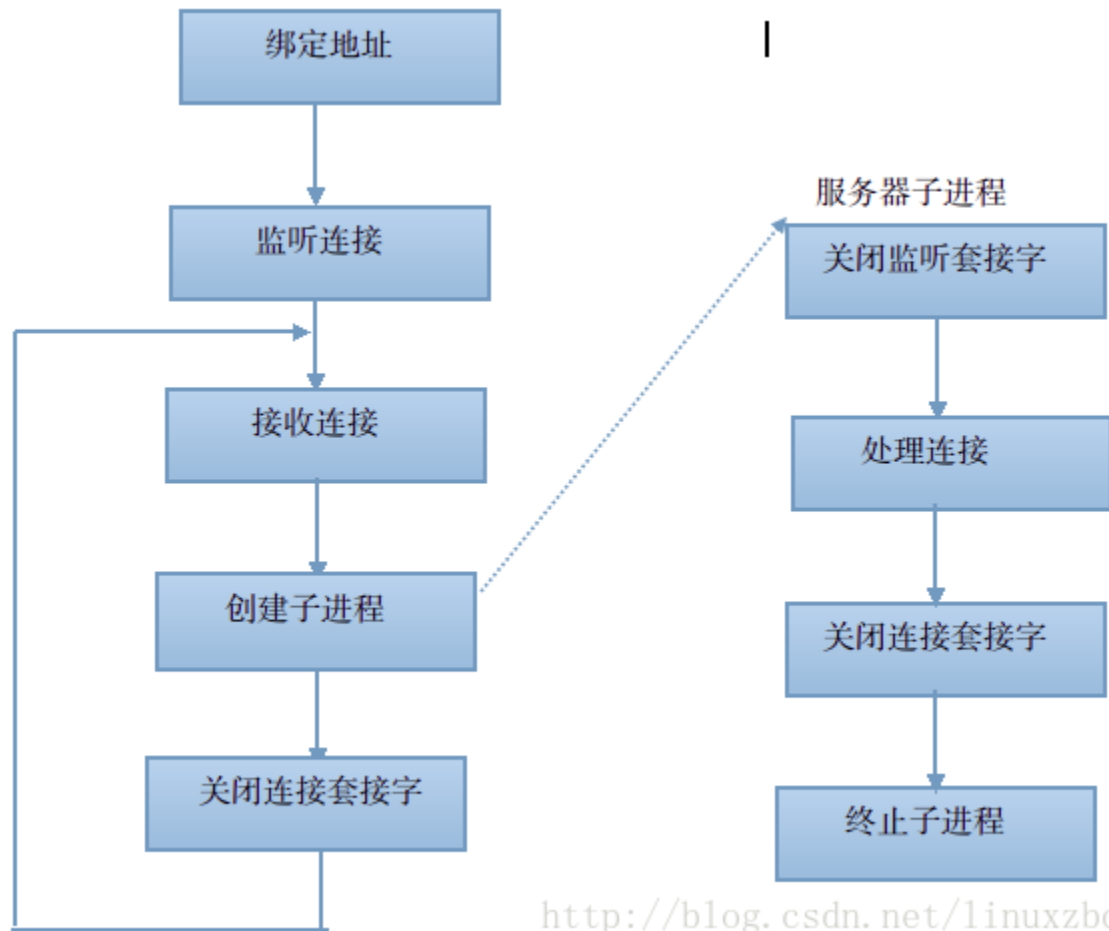 绑定地址
监听连接
接收连接
创建子进程
关闭连接套接字
服务器子进程
关闭监听套接字
处理连接
关闭连接套接字
终止子进程
http://blog.csdn.net/linuxzbq